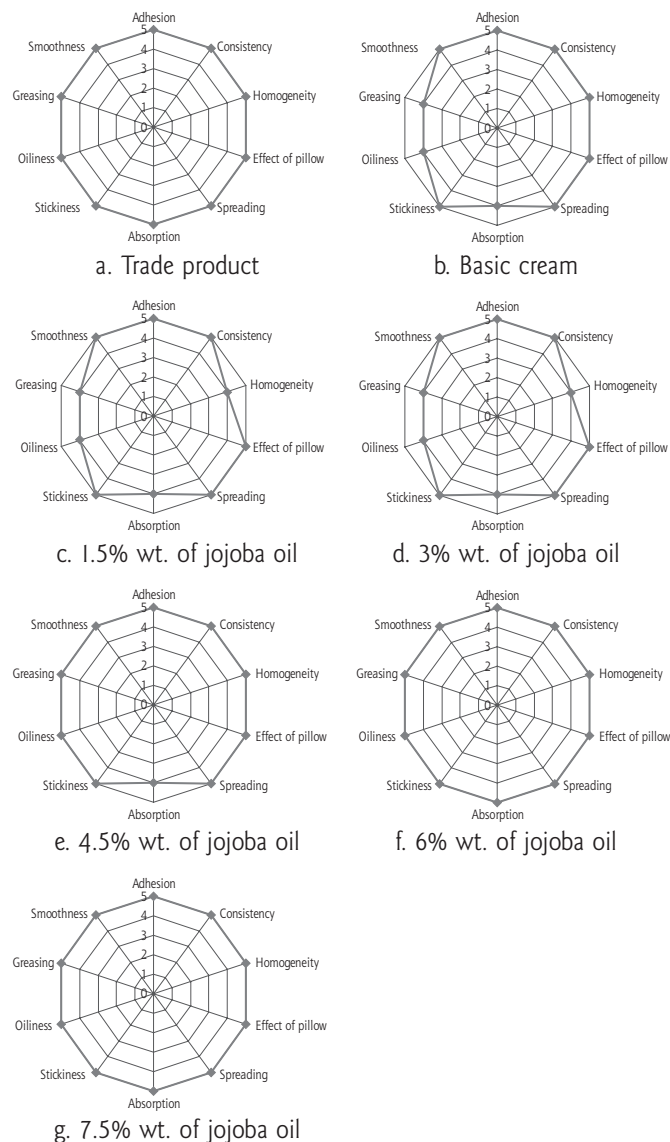 Adhesion
5
Smoothness
Consistency
4
3
Greasing
2
Homogeneity
1
0
Oiliness
Effect of pillow
Stickiness
Spreading
Absorption
a. Trade product
Adhesion
5
Smoothness
Consistency
4
3
Greasing
2
Homogeneity
1
0
Oiliness
Effect of pillow
Stickiness
Spreading
Absorption
b. Basic cream
Adhesion
5
Smoothness
Consistency
4
3
Greasing
2
Homogeneity
1
0
Oiliness
Effect of pillow
Stickiness
Spreading
Absorption
c. 1.5% wt. of jojoba oil
Adhesion
5
Smoothness
Consistency
4
3
Greasing
2
Homogeneity
1
0
Oiliness
Effect of pillow
Stickiness
Spreading
Absorption
d. 3% wt. of jojoba oil
Adhesion
5
Smoothness
Consistency
4
3
Greasing
2
Homogeneity
1
0
Oiliness
Effect of pillow
Stickiness
Spreading
Absorption
e. 4.5% wt. of jojoba oil
Adhesion
5
Smoothness
Consistency
4
3
Greasing
2
Homogeneity
1
0
Oiliness
Effect of pillow
Stickiness
Spreading
Absorption
f. 6% wt. of jojoba oil
Adhesion
5
Smoothness
Consistency
4
3
Greasing
2
Homogeneity
1
0
Oiliness
Effect of pillow
Stickiness
Spreading
Absorption
g. 7.5% wt. of jojoba oil